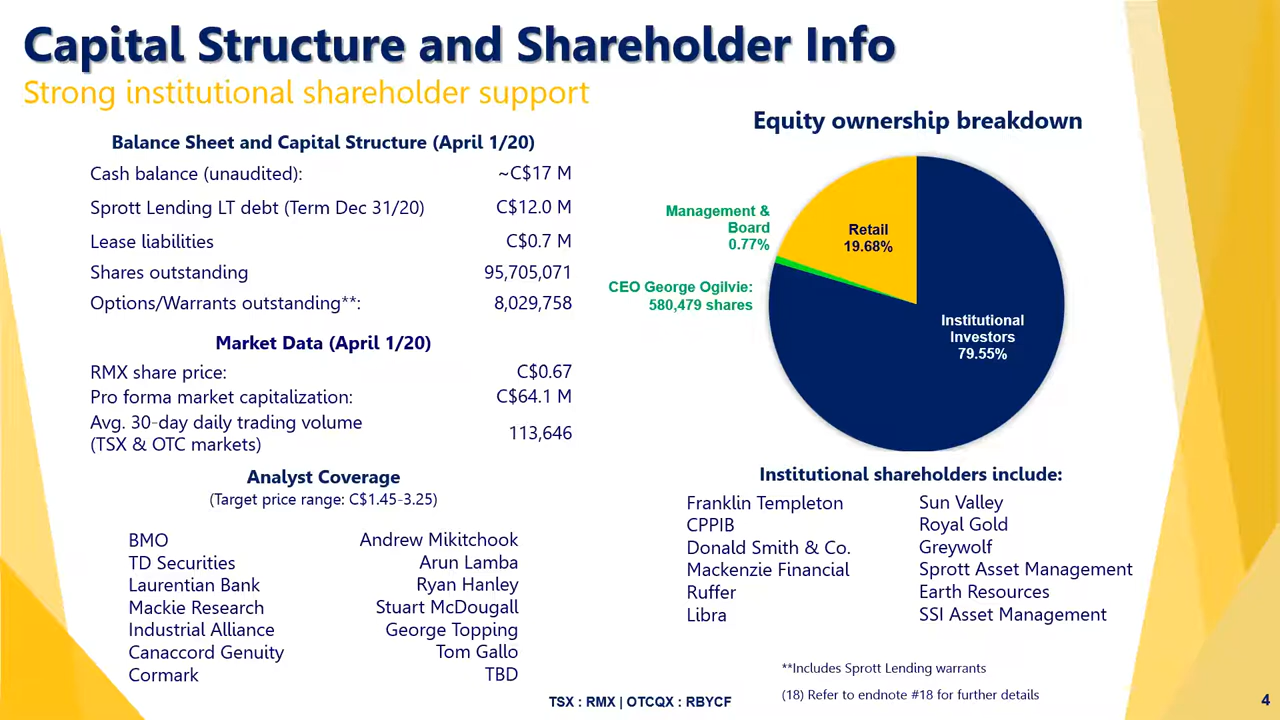 Capital Structure and Shareholder Info
Strong institutional shareholder support
Balance Sheet and Capital Structure (April 1/20)
Cash balance (unaudited): ~C$17 M
Sprott Lending LT debt (Term Dec 31/20) C$12.0 M
Lease liabilities C$0.7 M
Shares outstanding 95,705,071
Options/Warrants outstanding**: 8,029,758
Market Data (April 1/20)
RMX share price: C$0.67
Pro forma market capitalization: C$64.1 M
Avg. 30-day daily trading volume
(TSX & OTC markets) 113,646
Analyst Coverage
(Target price range: C$1.45-3.25)
BMO Andrew Mikitchook
TD Securities Arun Lamba
Laurentian Bank Ryan Hanley
Mackie Research Stuart McDougall
Industrial Alliance George Topping
Canaccord Genuity Tom Gallo
Cormark TBD
Equity ownership breakdown
Management &
Board
0.77%
CEO George Ogilvie:
580,479 shares
Retail
19.68%
Institutional
Investors
79.55%
Institutional shareholders include:
Franklin Templeton Sun Valley
CPPIB Royal Gold
Donald Smith & Co. Greywolf
Mackenzie Financial Sprott Asset Management
Ruffer Earth Resources
Libra SSI Asset Management
**Includes Sprott Lending warrants
(18) Refer to endnote #18 for further details
TSX : RMX | OTCQX : RBYCF
4